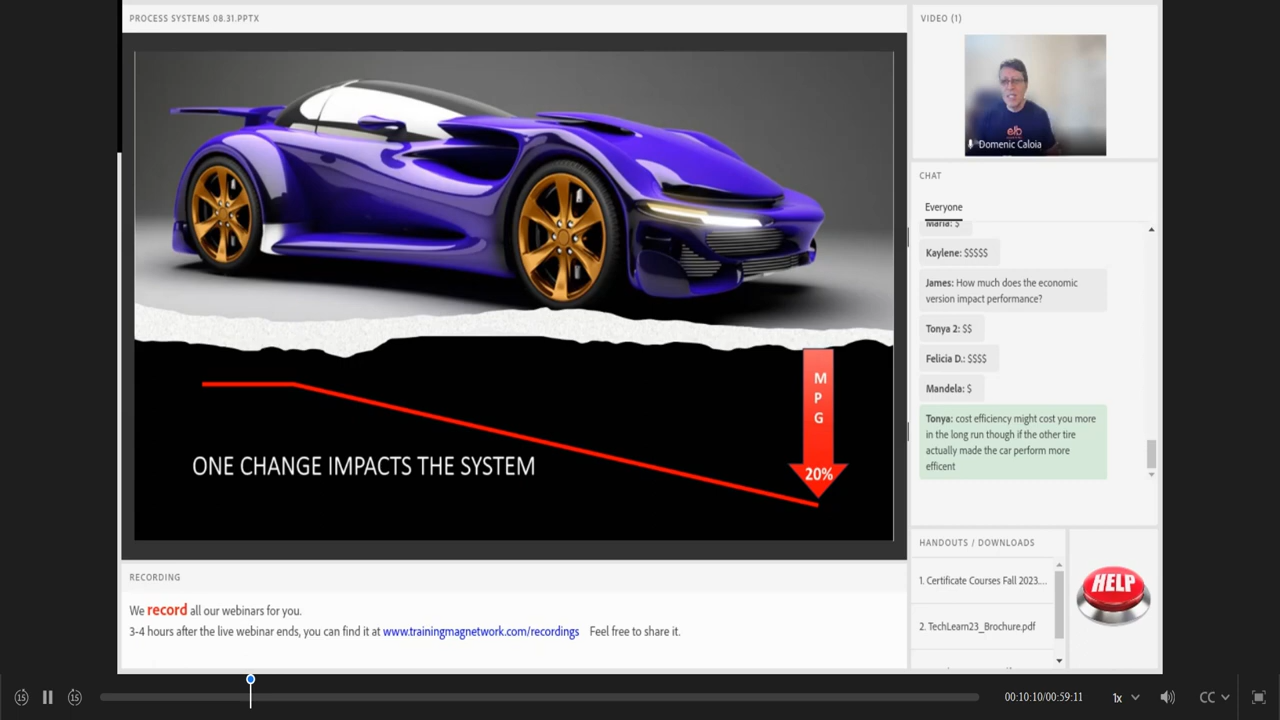 PROCESS SYSTEMS 08.31.PPTX
MPG
20%
ONE CHANGE IMPACTS THE SYSTEM
VIDEO (1)
elb
Domenic Caloia
CHAT
Everyone
Maria: $
Kaylene: $$$$$
James: How much does the economic
version impact performance?
Tonya 2: $$
Felicia D.: $$$$
Mandela: $
Tonya: cost efficiency might cost you more
in the long run though if the other tire
actually made the car perform more
efficent
HANDOUTS / DOWNLOADS
1. Certificate Courses Fall 2023....
2. TechLearn23_Brochure.pdf
HELP
RECORDING
We record all our webinars for you.
3-4 hours after the live webinar ends, you can find it at www.trainingmagnetwork.com/recordings Feel free to share it.
15
15
00:10:10/00:59:11
1x
CC